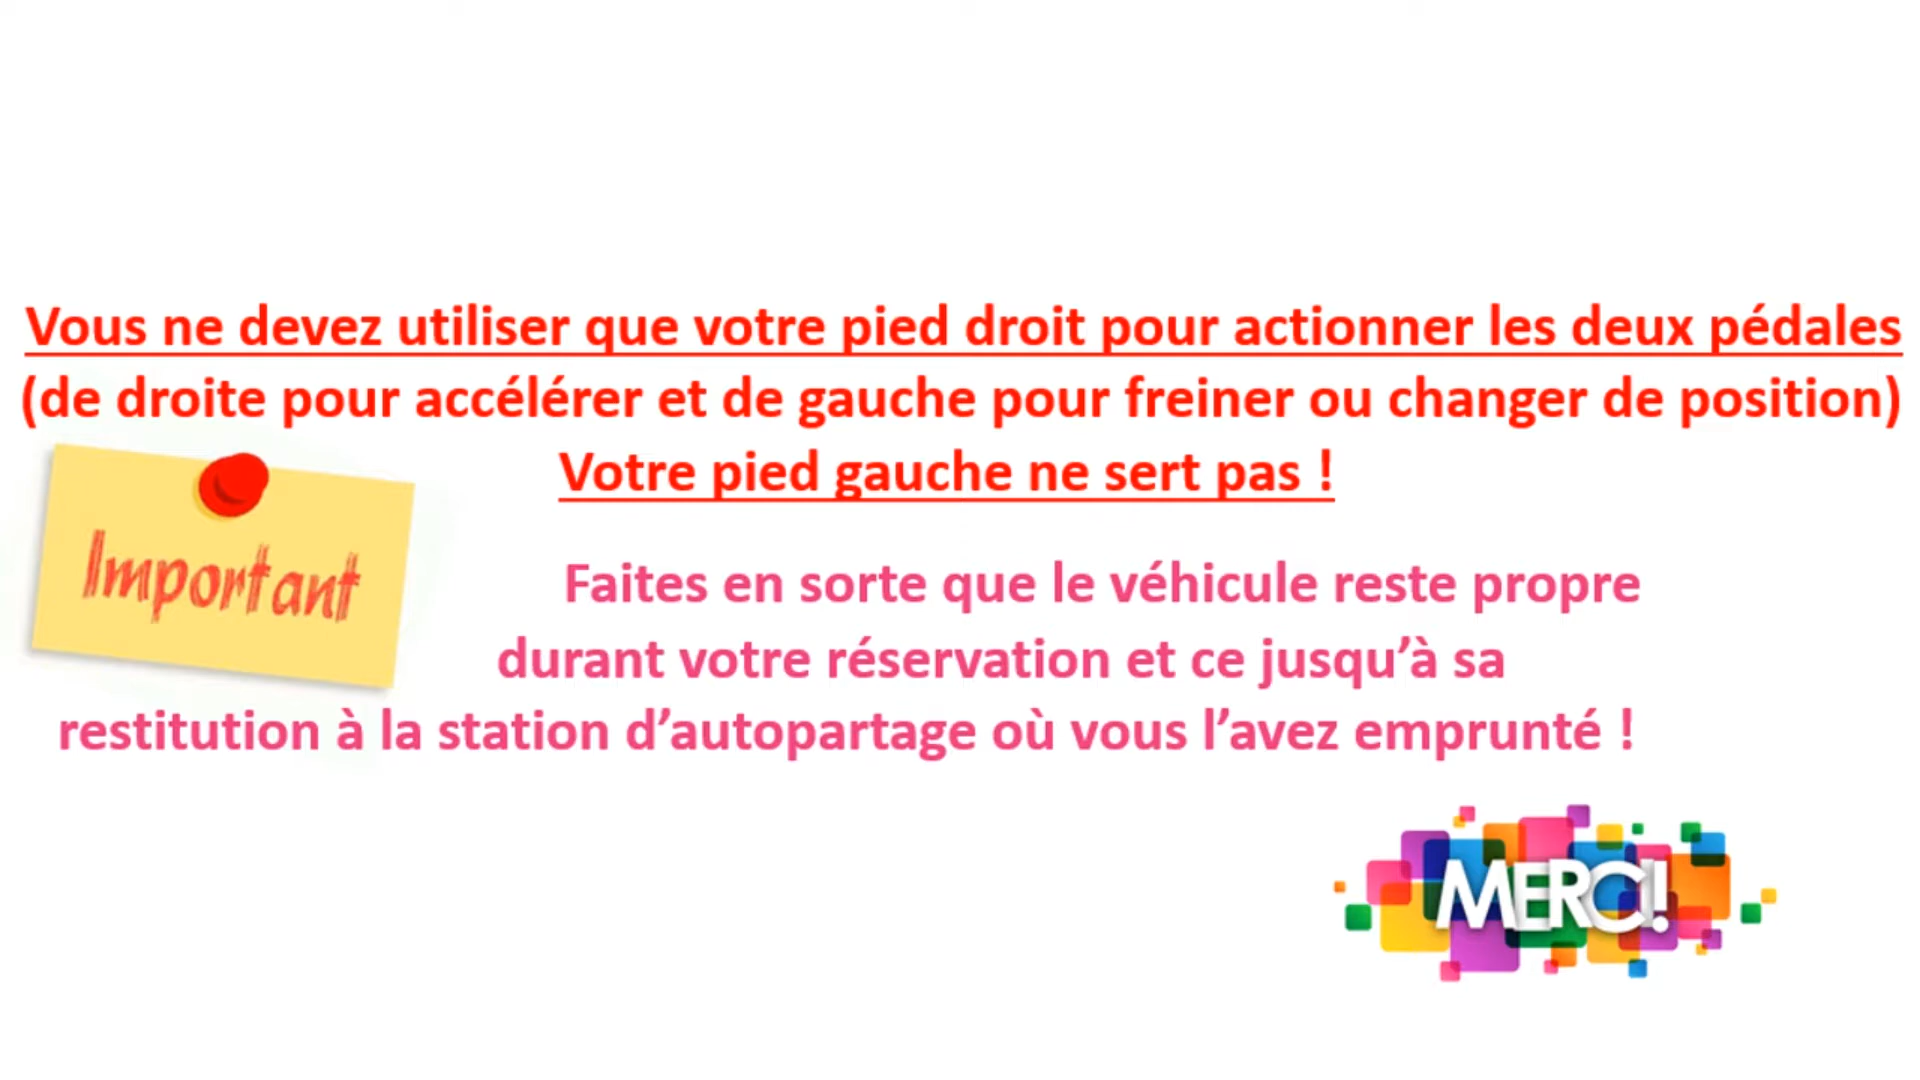 Vous ne devez utiliser que votre pied droit pour actionner les deux pédales
(de droite pour accélérer et de gauche pour freiner ou changer de position)
Votre pied gauche ne sert pas !
Important
Faites en sorte que le véhicule reste propre
durant votre réservation et ce jusqu’à sa
restitution à la station d’autopartage où vous l’avez emprunté !
MERCI!